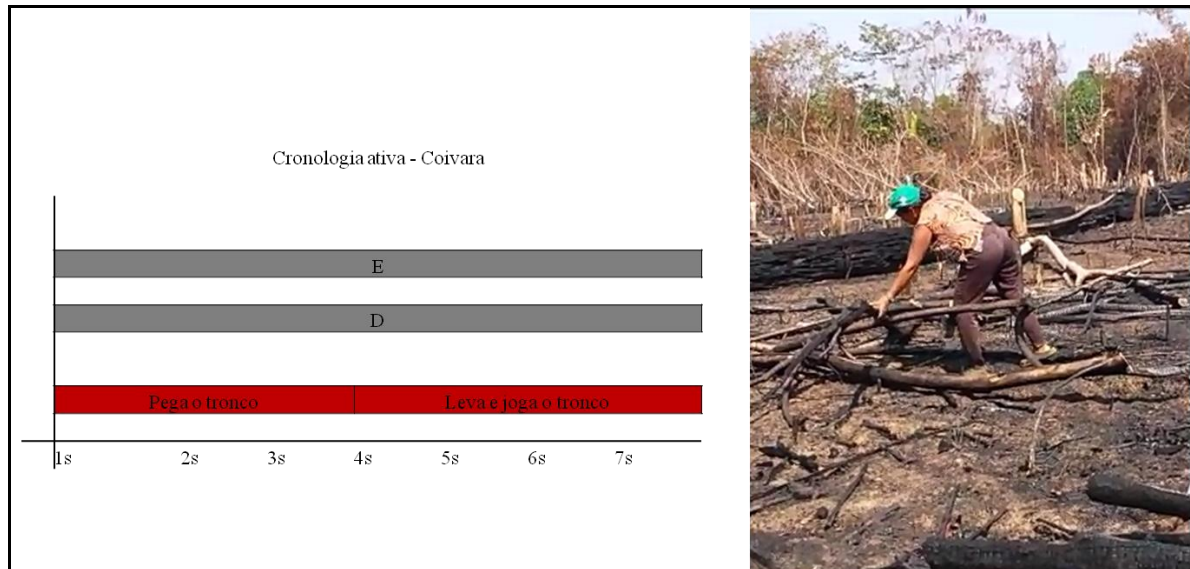 Cronologia ativa - Coivara
E
D
Pega o tronco Leva e joga o tronco
1s 2s 3s 4s 5s 6s 7s